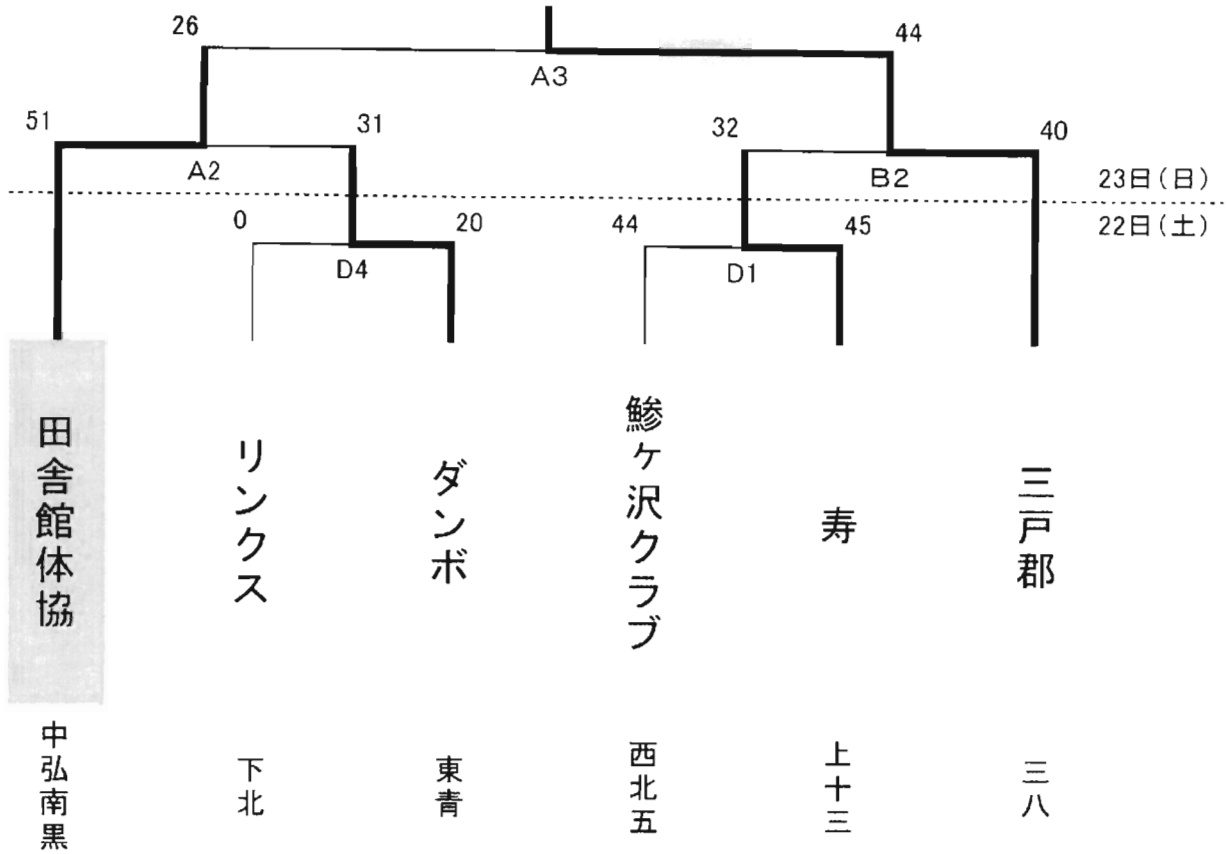 26
44
A3
51
31
32
40
A2
B2
23日(日)
22日(土)
0
20
44
45
D4
D1
田舎館体協
リンクス
ダンボ
鰺ヶ沢クラブ
寿
三戸郡
中弘南黒
下北
東青
西北五
上十三
三八